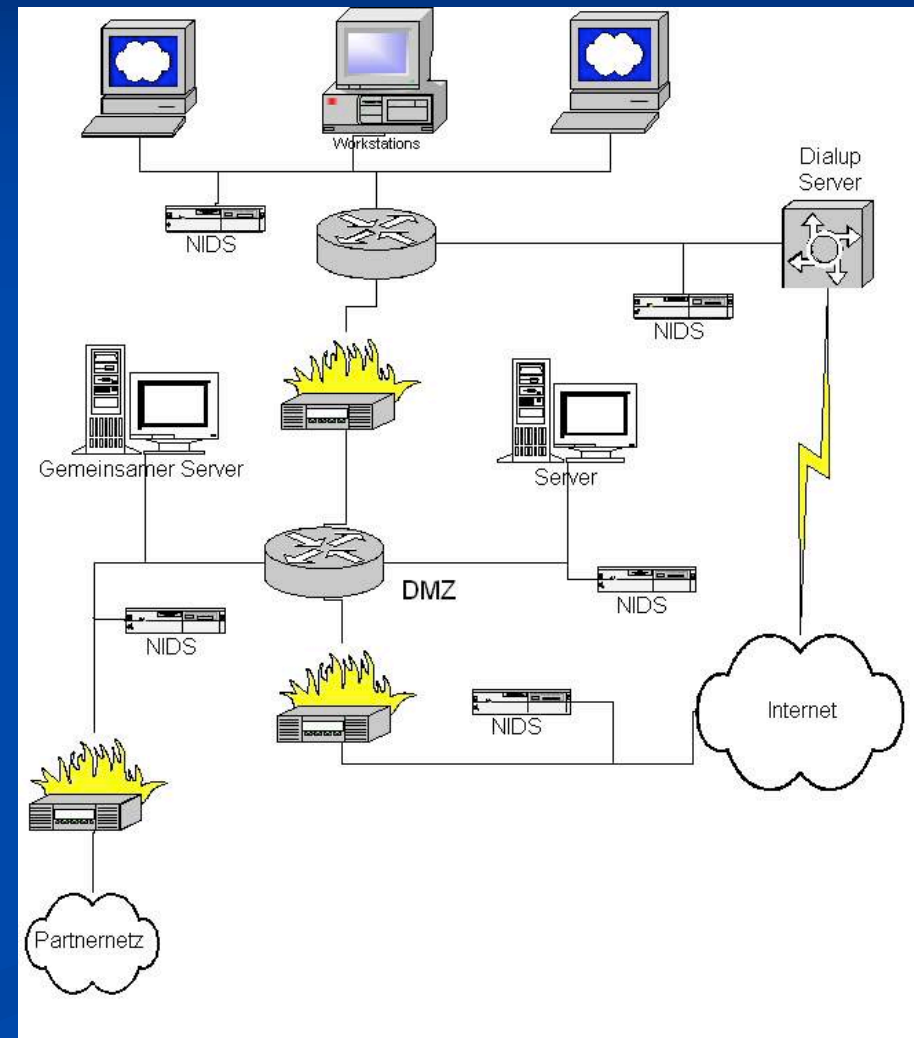 Workstations
Dialup
Server
NIDS
NIDS
Gemeinsamer Server
Server
DMZ
NIDS
NIDS
NIDS
Internet
Partnernetz